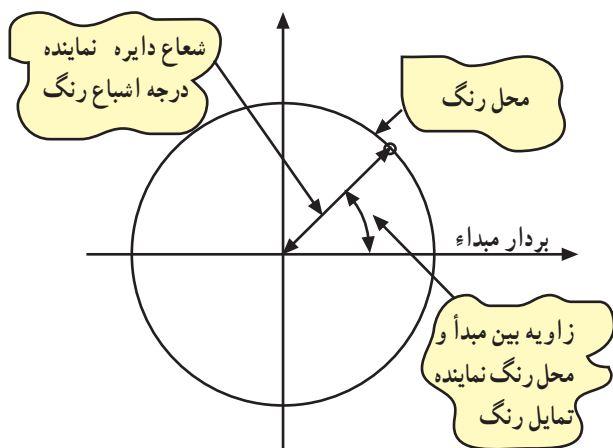 شعاع دایره نماینده
درجه اشباع رنگ
محل رنگ
بردار مبداء
زاویه بین مبدأ و
محل رنگ نماینده
تمایل رنگ